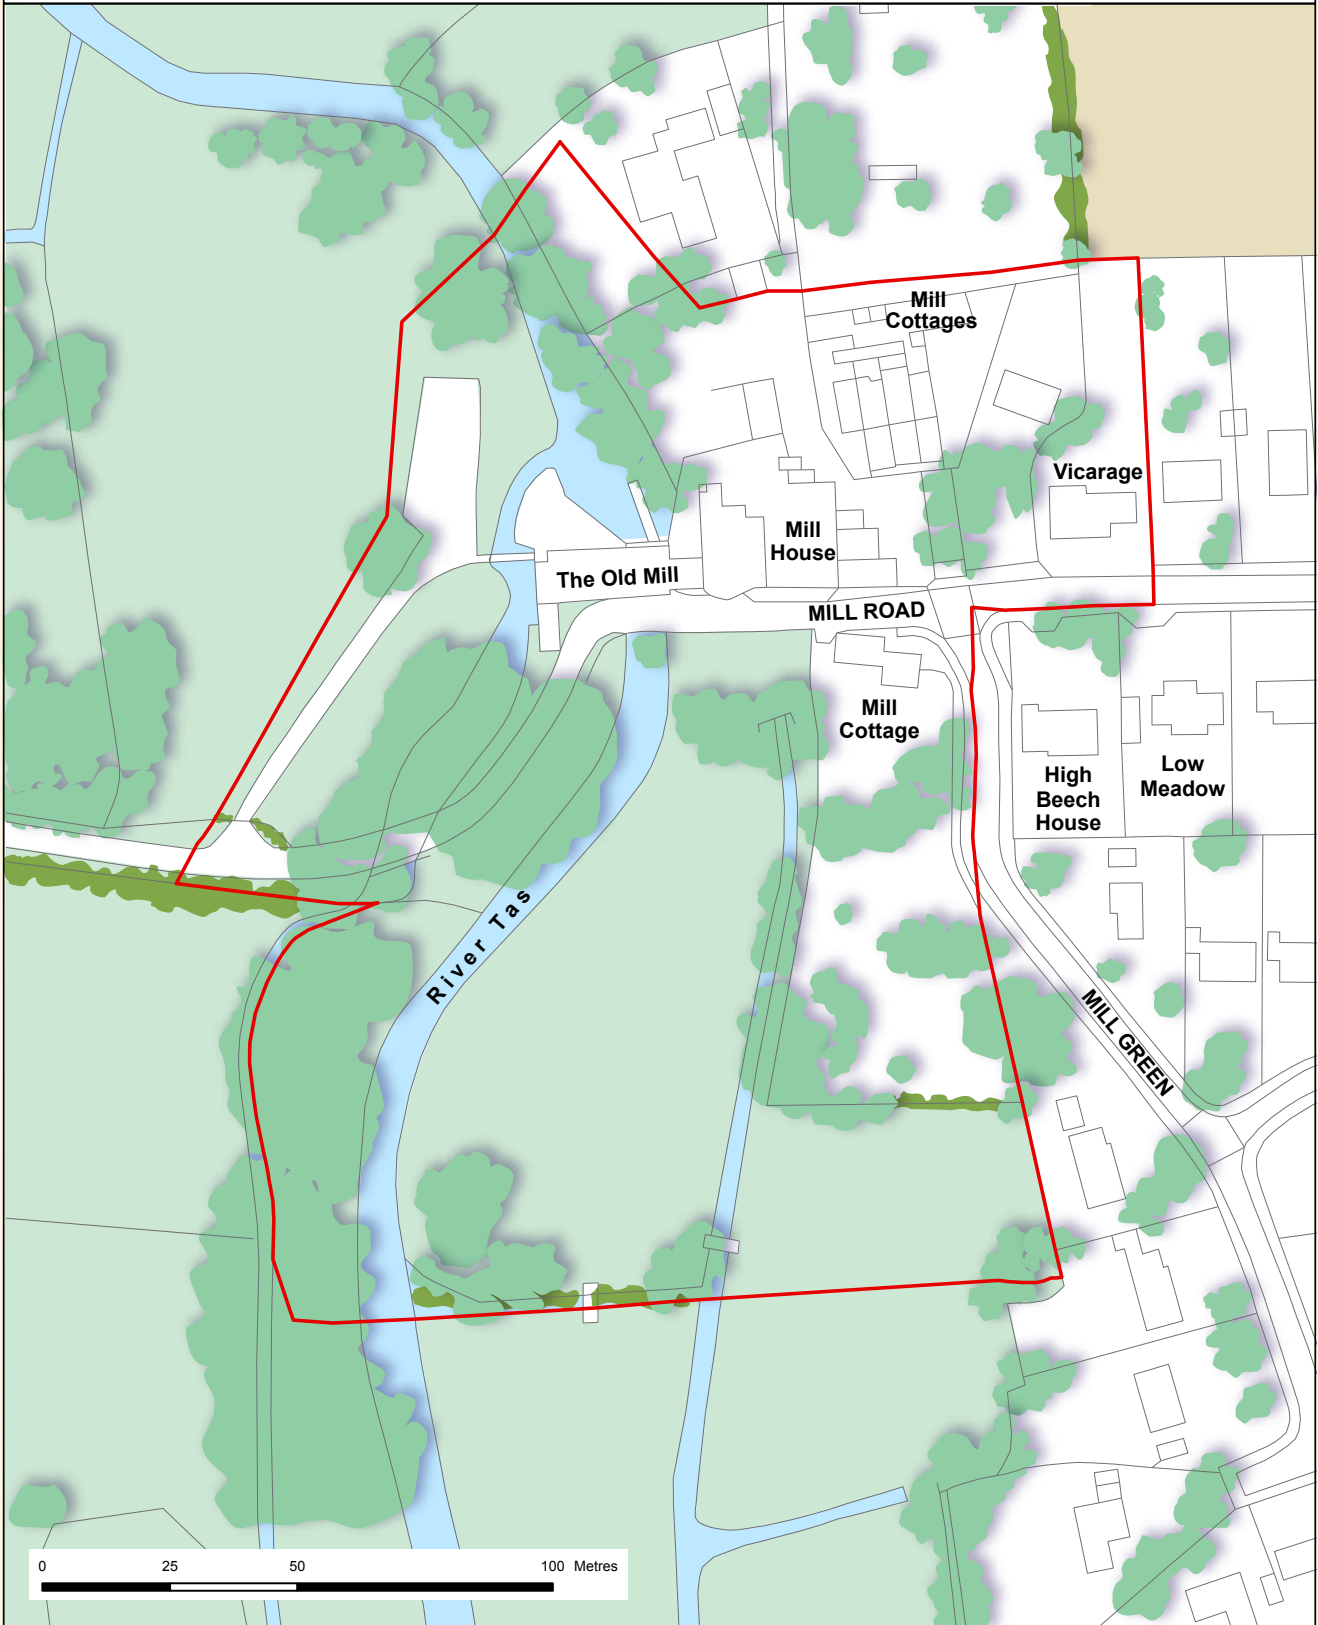 Mill
Cottages
Vicarage
Mill
House
The Old Mill
MILL ROAD
Mill
Cottage
High
Beech
House
Low
Meadow
River Tas
MILL GREEN
0 25 50 100 Metres